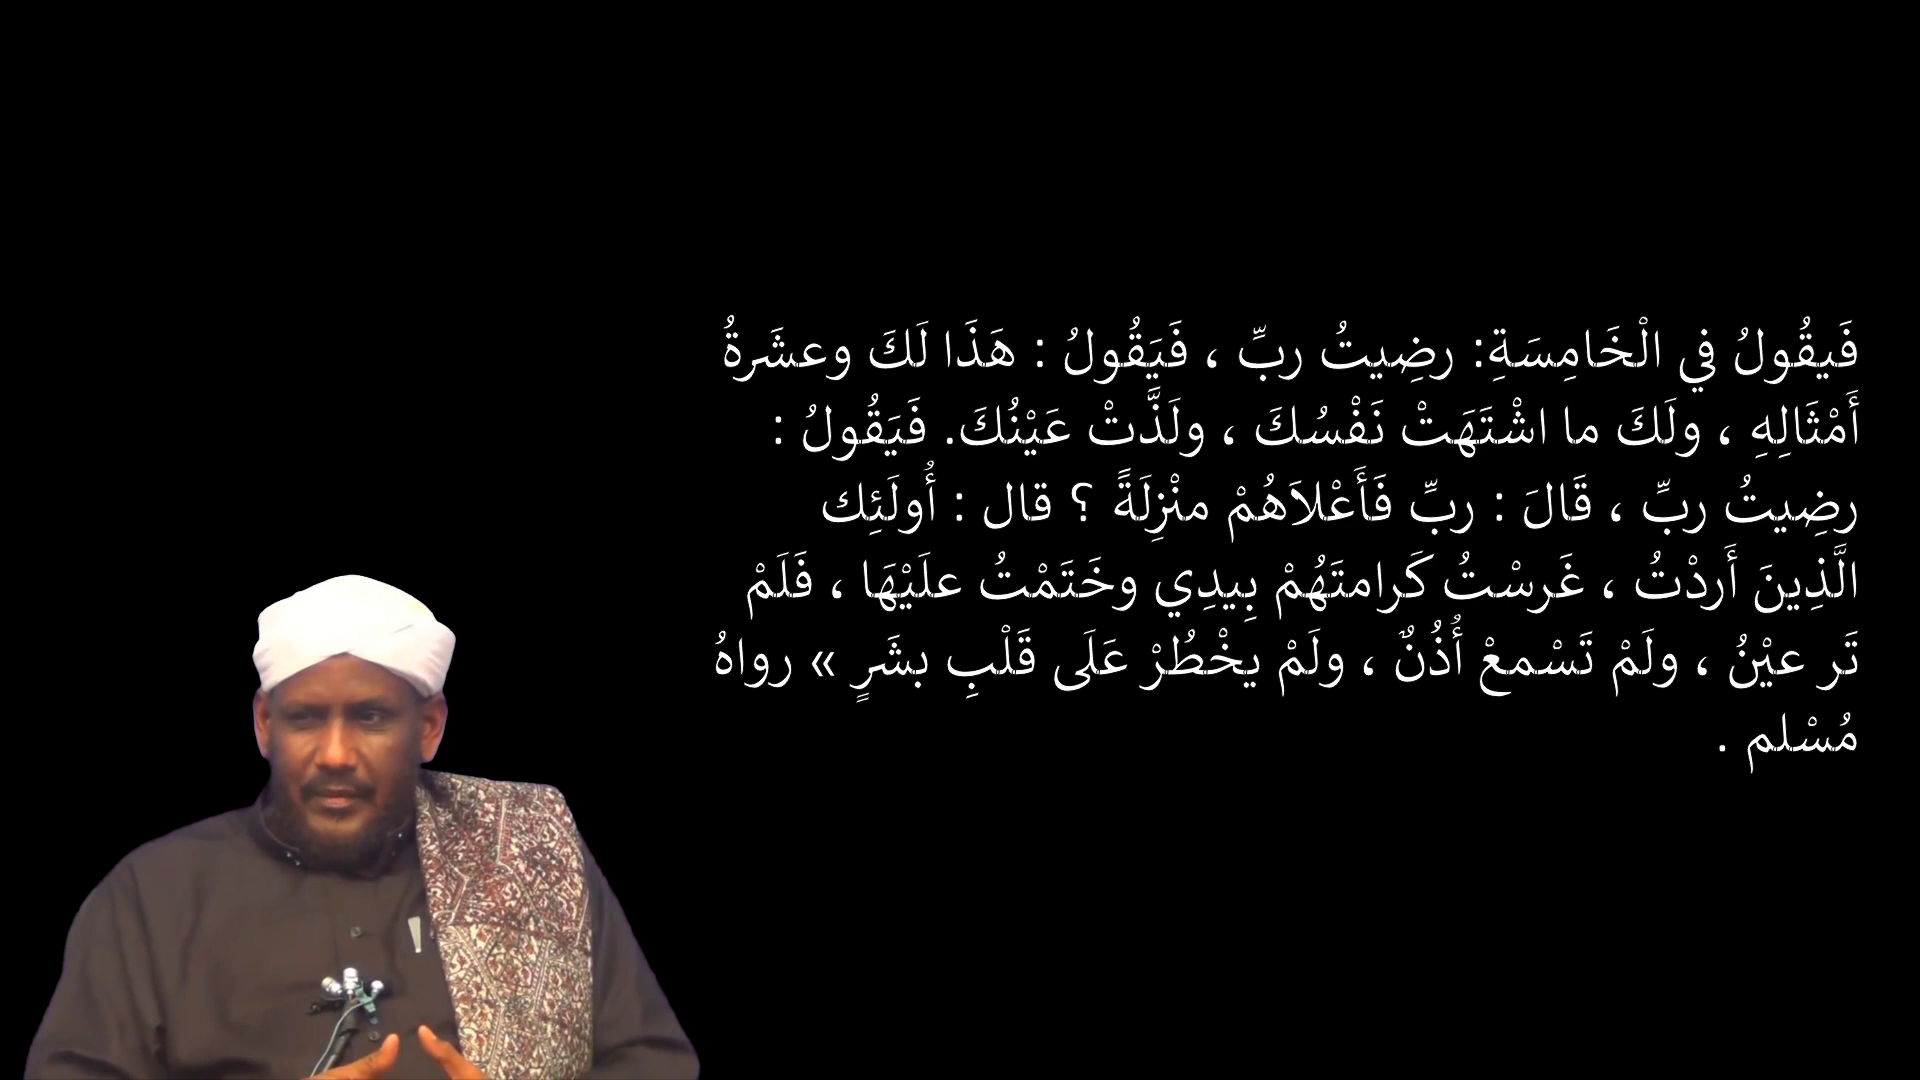 فَيقُولُ في الْخَامِسَةِ: رضِيتُ ربِّ ، فَيَقُولُ : هَذَا لَكَ وعشَرةُ
أَمْثَالِهِ ، ولَكَ ما اشْتَهَتْ نَفْسُكَ ، ولَذَّتْ عَيْنُكَ. فَيَقُولُ :
رضِيتُ ربِّ ، قَالَ : ربِّ فَأَعْلاَهُمْ منْزِلَةً ؟ قال : أُولَئِك
الَّذِينَ أَردْتُ ، غَرسْتُ كَرامتَهُمْ بِيدِي وخَتَمْتُ علَيْهَا ، فَلَمْ
تَر عيْنُ ، ولَمْ تَسْمعْ أُذُنٌ ، ولَمْ يخْطُرْ عَلَى قَلْبِ بشَرٍ » رواهُ
مُسْلم .